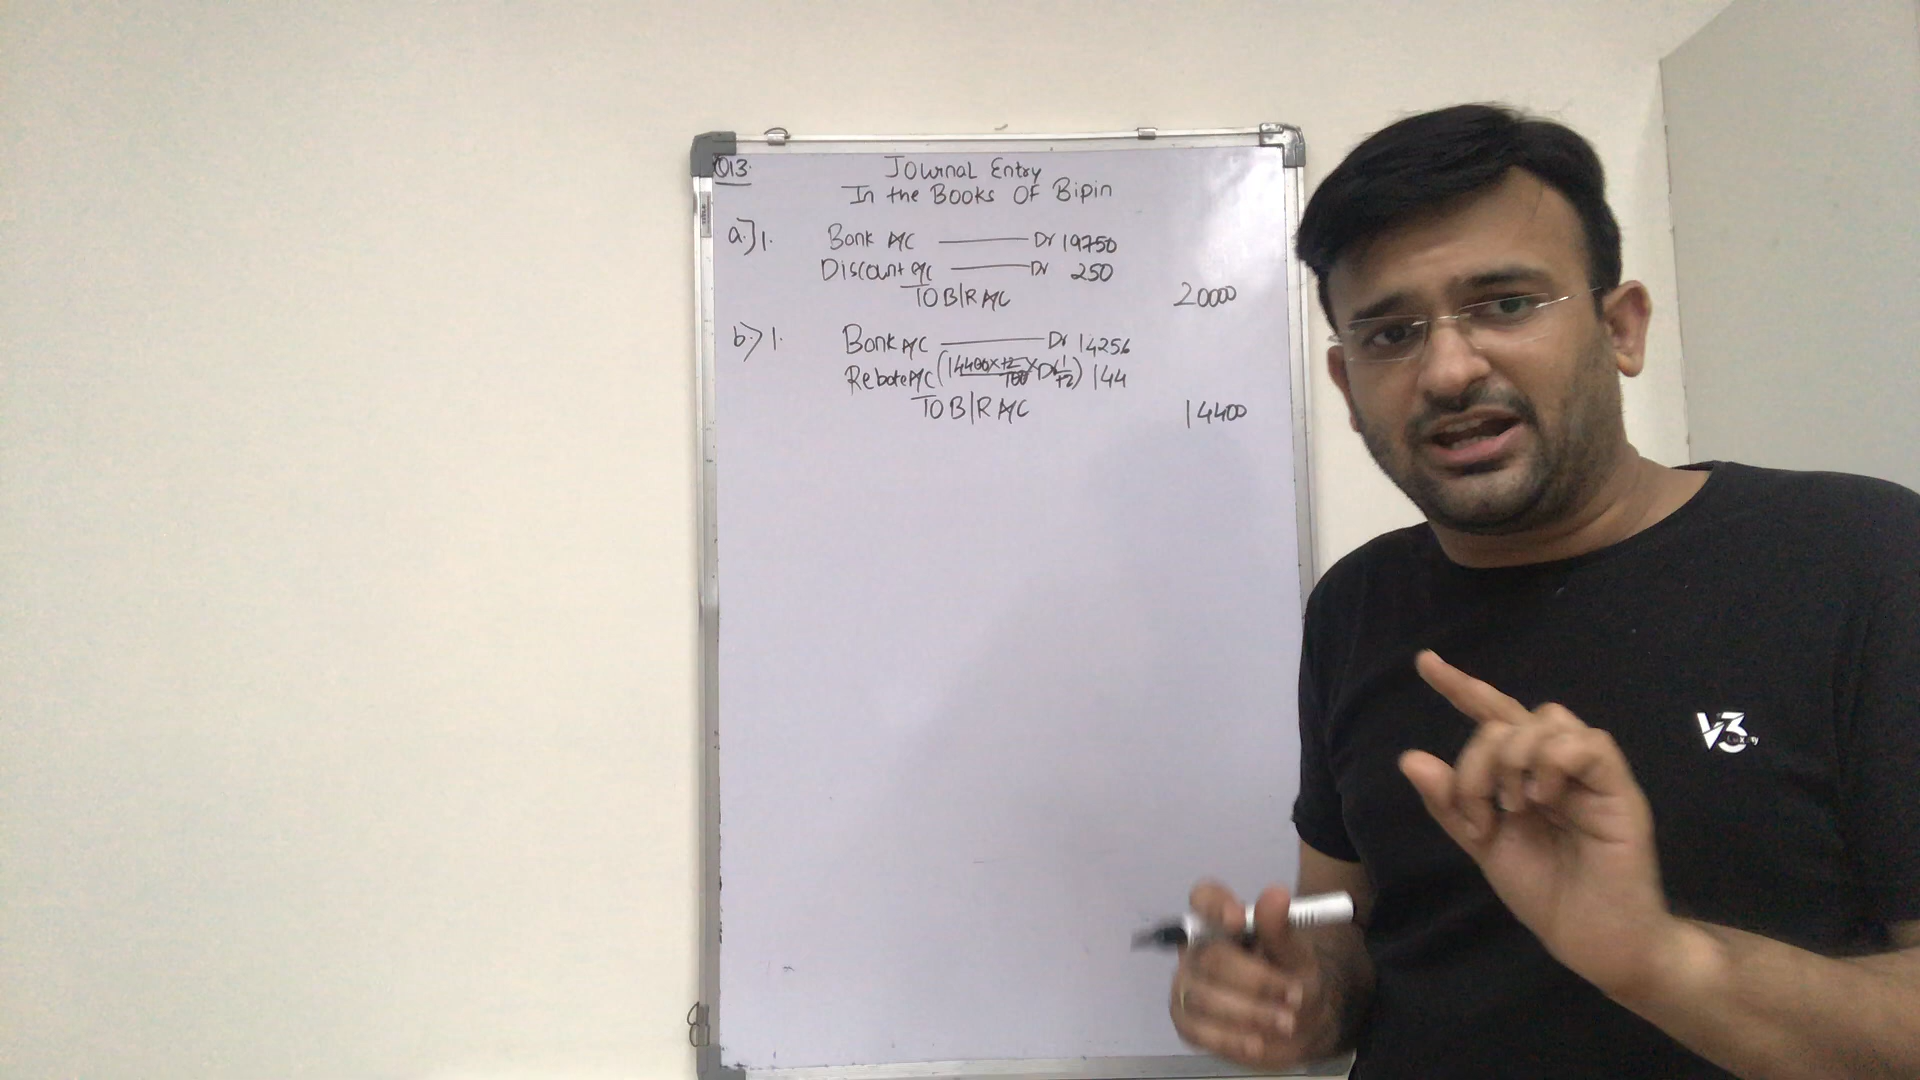 Q13.
Journal Entry
In the Books Of Bipin
a.] 1. Bank A/C Dr 19750
Discount A/C Dr 250
TO B/R A/C 20000
b.) 1. Bank A/C Dr 14256
Rebate A/C (14400×12/100×1/12) Dr 144
TO B/R A/C 14400
V3